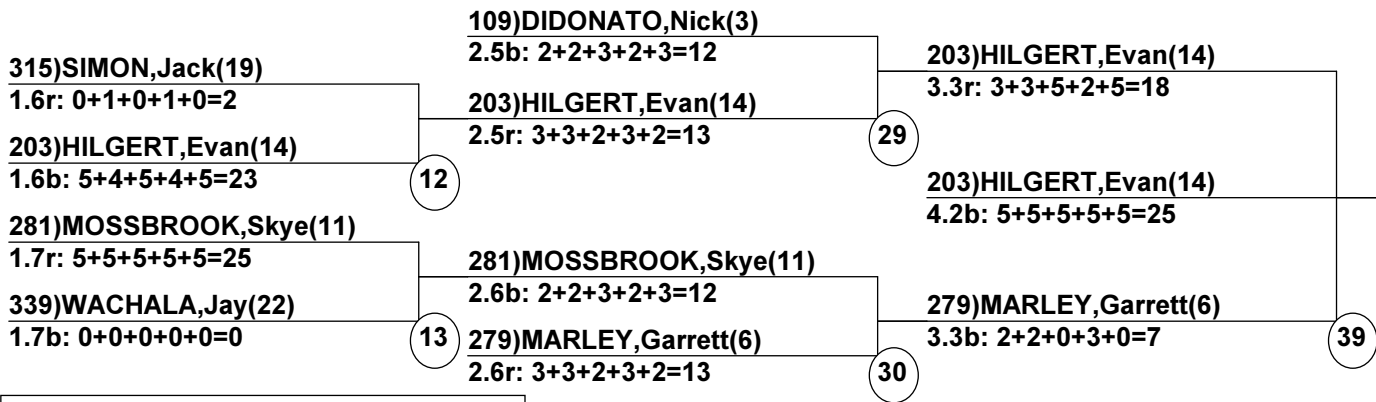 315)SIMON,Jack(19)
1.6r: 0+1+0+1+0=2
203)HILGERT,Evan(14)
1.6b: 5+4+5+4+5=23
12
281)MOSSBROOK,Skye(11)
1.7r: 5+5+5+5+5=25
339)WACHALA,Jay(22)
1.7b: 0+0+0+0+0=0
13
109)DIDONATO,Nick(3)
2.5b: 2+2+3+2+3=12
203)HILGERT,Evan(14)
2.5r: 3+3+2+3+2=13
29
281)MOSSBROOK,Skye(11)
2.6b: 2+2+3+2+3=12
279)MARLEY,Garrett(6)
2.6r: 3+3+2+3+2=13
30
203)HILGERT,Evan(14)
3.3r: 3+3+5+2+5=18
203)HILGERT,Evan(14)
4.2b: 5+5+5+5+5=25
279)MARLEY,Garrett(6)
3.3b: 2+2+0+3+0=7
39